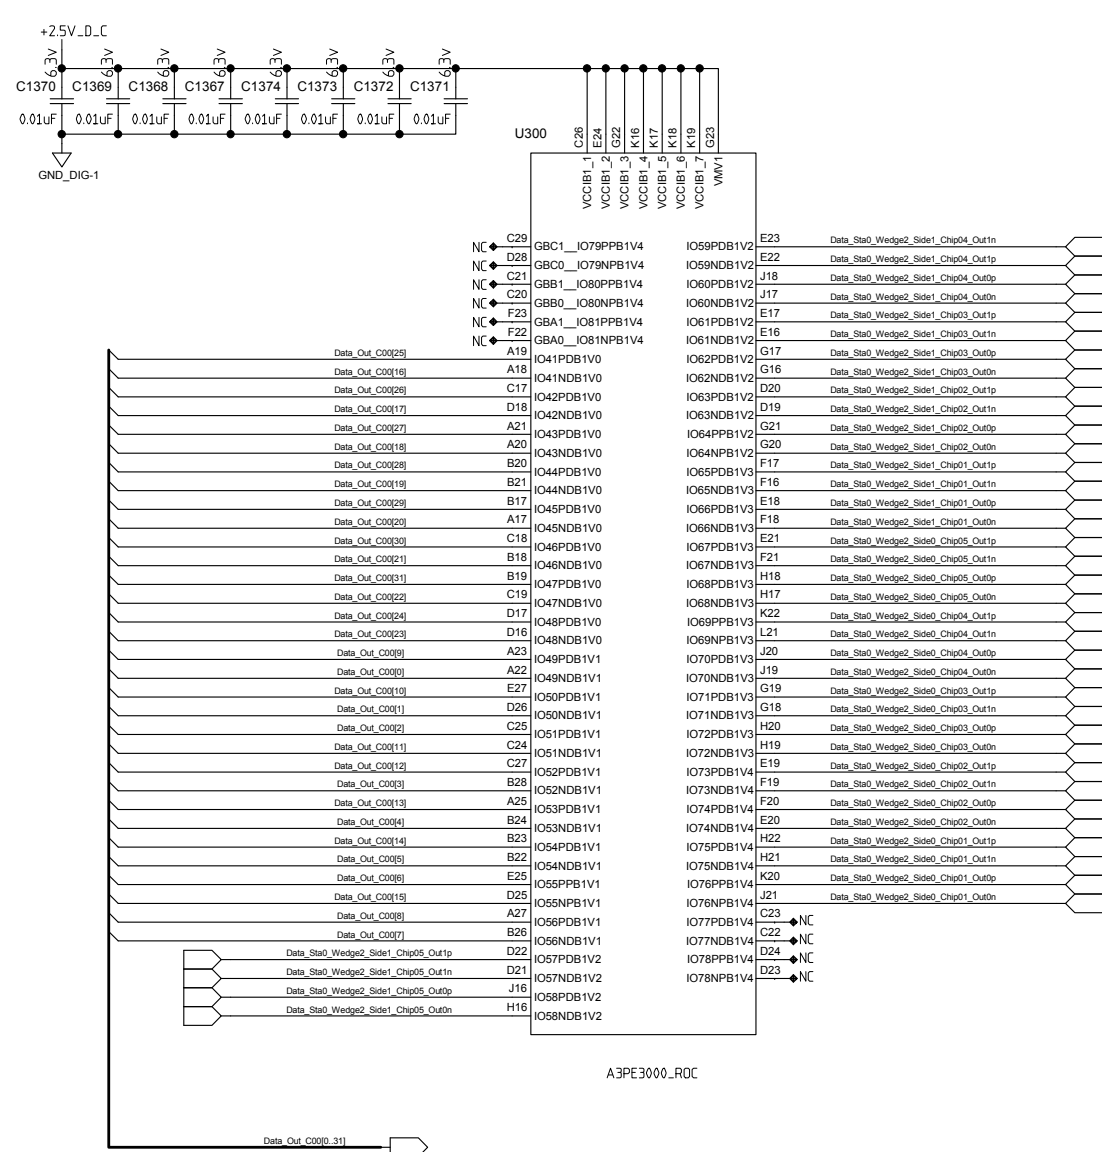 +2.5V_D_C
6.3V 6.3V 6.3V 6.3V 6.3V 6.3V 6.3V 6.3V
C1370 C1369 C1368 C1367 C1374 C1373 C1372 C1371
0.01uF 0.01uF 0.01uF 0.01uF 0.01uF 0.01uF 0.01uF 0.01uF
GND_DIG-1
U300
C26 E24 G22 K16 K17 K18 K19 G23
VCCIB1_1 VCCIB1_2 VCCIB1_3 VCCIB1_4 VCCIB1_5 VCCIB1_6 VCCIB1_7 VMV1
NC C29 GBC1__IO79PPB1V4 IO59PDB1V2 E23 Data_Sta0_Wedge2_Side1_Chip04_Out1n
NC D28 GBC0__IO79NPB1V4 IO59NDB1V2 E22 Data_Sta0_Wedge2_Side1_Chip04_Out1p
NC C21 GBB1__IO80PPB1V4 IO60PDB1V2 J18 Data_Sta0_Wedge2_Side1_Chip04_Out0p
NC C20 GBB0__IO80NPB1V4 IO60NDB1V2 J17 Data_Sta0_Wedge2_Side1_Chip04_Out0n
NC F23 GBA1__IO81PPB1V4 IO61PDB1V2 E17 Data_Sta0_Wedge2_Side1_Chip03_Out1p
NC F22 GBA0__IO81NPB1V4 IO61NDB1V2 E16 Data_Sta0_Wedge2_Side1_Chip03_Out1n
Data_Out_C00[25] A19 IO41PDB1V0 IO62PDB1V2 G17 Data_Sta0_Wedge2_Side1_Chip03_Out0p
Data_Out_C00[16] A18 IO41NDB1V0 IO62NDB1V2 G16 Data_Sta0_Wedge2_Side1_Chip03_Out0n
Data_Out_C00[26] C17 IO42PDB1V0 IO63PDB1V2 D20 Data_Sta0_Wedge2_Side1_Chip02_Out1p
Data_Out_C00[17] D18 IO42NDB1V0 IO63NDB1V2 D19 Data_Sta0_Wedge2_Side1_Chip02_Out1n
Data_Out_C00[27] A21 IO43PDB1V0 IO64PPB1V2 G21 Data_Sta0_Wedge2_Side1_Chip02_Out0p
Data_Out_C00[18] A20 IO43NDB1V0 IO64NPB1V2 G20 Data_Sta0_Wedge2_Side1_Chip02_Out0n
Data_Out_C00[28] B20 IO44PDB1V0 IO65PDB1V3 F17 Data_Sta0_Wedge2_Side1_Chip01_Out1p
Data_Out_C00[19] B21 IO44NDB1V0 IO65NDB1V3 F16 Data_Sta0_Wedge2_Side1_Chip01_Out1n
Data_Out_C00[29] B17 IO45PDB1V0 IO66PDB1V3 E18 Data_Sta0_Wedge2_Side1_Chip01_Out0p
Data_Out_C00[20] A17 IO45NDB1V0 IO66NDB1V3 F18 Data_Sta0_Wedge2_Side1_Chip01_Out0n
Data_Out_C00[30] C18 IO46PDB1V0 IO67PDB1V3 E21 Data_Sta0_Wedge2_Side0_Chip05_Out1p
Data_Out_C00[21] B18 IO46NDB1V0 IO67NDB1V3 F21 Data_Sta0_Wedge2_Side0_Chip05_Out1n
Data_Out_C00[31] B19 IO47PDB1V0 IO68PDB1V3 H18 Data_Sta0_Wedge2_Side0_Chip05_Out0p
Data_Out_C00[22] C19 IO47NDB1V0 IO68NDB1V3 H17 Data_Sta0_Wedge2_Side0_Chip05_Out0n
Data_Out_C00[24] D17 IO48PDB1V0 IO69PPB1V3 K22 Data_Sta0_Wedge2_Side0_Chip04_Out1p
Data_Out_C00[23] D16 IO48NDB1V0 IO69NPB1V3 L21 Data_Sta0_Wedge2_Side0_Chip04_Out1n
Data_Out_C00[9] A23 IO49PDB1V1 IO70PDB1V3 J20 Data_Sta0_Wedge2_Side0_Chip04_Out0p
Data_Out_C00[0] A22 IO49NDB1V1 IO70NDB1V3 J19 Data_Sta0_Wedge2_Side0_Chip04_Out0n
Data_Out_C00[10] E27 IO50PDB1V1 IO71PDB1V3 G19 Data_Sta0_Wedge2_Side0_Chip03_Out1p
Data_Out_C00[1] D26 IO50NDB1V1 IO71NDB1V3 G18 Data_Sta0_Wedge2_Side0_Chip03_Out1n
Data_Out_C00[2] C25 IO51PDB1V1 IO72PDB1V3 H20 Data_Sta0_Wedge2_Side0_Chip03_Out0p
Data_Out_C00[11] C24 IO51NDB1V1 IO72NDB1V3 H19 Data_Sta0_Wedge2_Side0_Chip03_Out0n
Data_Out_C00[12] C27 IO52PDB1V1 IO73PDB1V4 E19 Data_Sta0_Wedge2_Side0_Chip02_Out1p
Data_Out_C00[3] B28 IO52NDB1V1 IO73NDB1V4 F19 Data_Sta0_Wedge2_Side0_Chip02_Out1n
Data_Out_C00[13] A25 IO53PDB1V1 IO74PDB1V4 F20 Data_Sta0_Wedge2_Side0_Chip02_Out0p
Data_Out_C00[4] B24 IO53NDB1V1 IO74NDB1V4 E20 Data_Sta0_Wedge2_Side0_Chip02_Out0n
Data_Out_C00[14] B23 IO54PDB1V1 IO75PDB1V4 H22 Data_Sta0_Wedge2_Side0_Chip01_Out1p
Data_Out_C00[5] B22 IO54NDB1V1 IO75NDB1V4 H21 Data_Sta0_Wedge2_Side0_Chip01_Out1n
Data_Out_C00[6] E25 IO55PPB1V1 IO76PPB1V4 K20 Data_Sta0_Wedge2_Side0_Chip01_Out0p
Data_Out_C00[15] D25 IO55NPB1V1 IO76NPB1V4 J21 Data_Sta0_Wedge2_Side0_Chip01_Out0n
Data_Out_C00[8] A27 IO56PDB1V1 IO77PDB1V4 C23 NC
Data_Out_C00[7] B26 IO56NDB1V1 IO77NDB1V4 C22 NC
Data_Sta0_Wedge2_Side1_Chip05_Out1p D22 IO57PDB1V2 IO78PPB1V4 D24 NC
Data_Sta0_Wedge2_Side1_Chip05_Out1n D21 IO57NDB1V2 IO78NPB1V4 D23 NC
Data_Sta0_Wedge2_Side1_Chip05_Out0p J16 IO58PDB1V2
Data_Sta0_Wedge2_Side1_Chip05_Out0n H16 IO58NDB1V2
A3PE3000_ROC
Data_Out_C00[0..31]